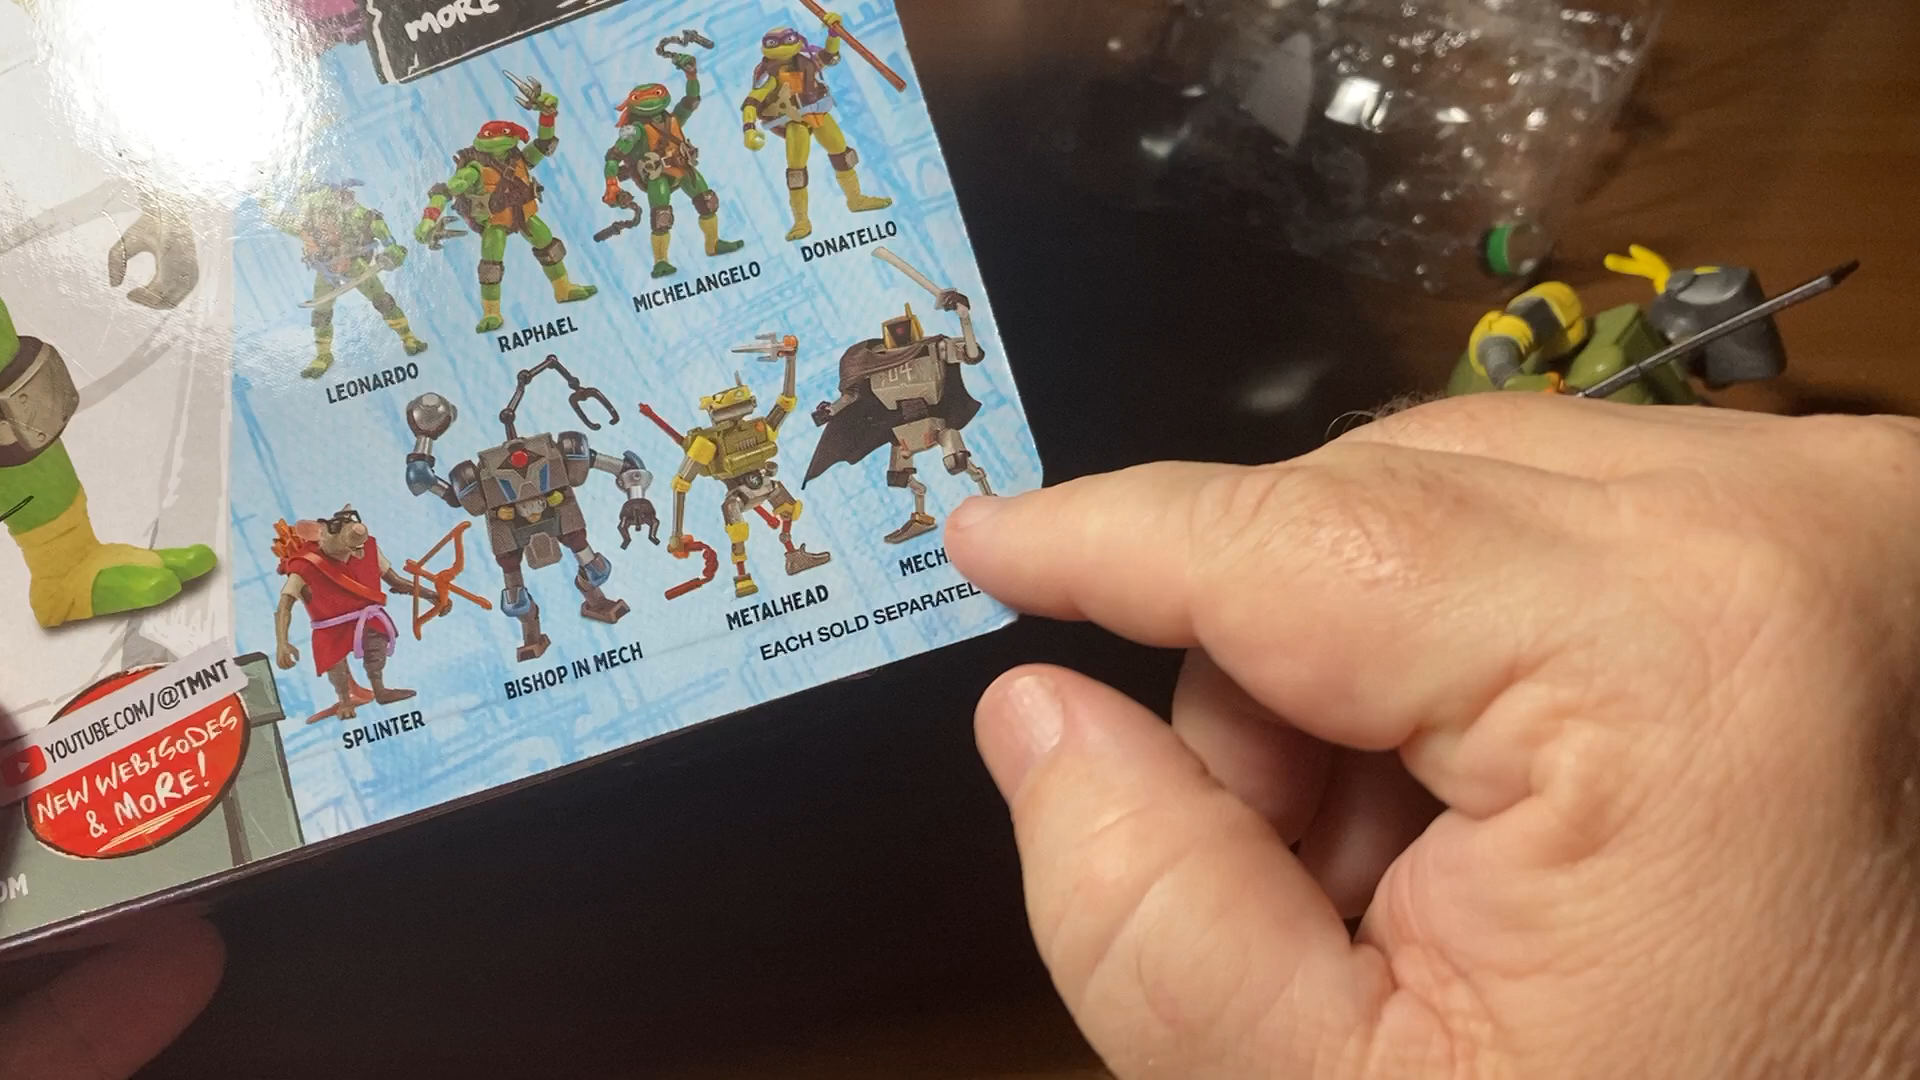 MORE
LEONARDO
RAPHAEL
MICHELANGELO
DONATELLO
SPLINTER
BISHOP IN MECH
METALHEAD
MECH
EACH SOLD SEPARATEL
YOUTUBE.COM/@TMNT
NEW WEBISODES
& MORE!
OM
04